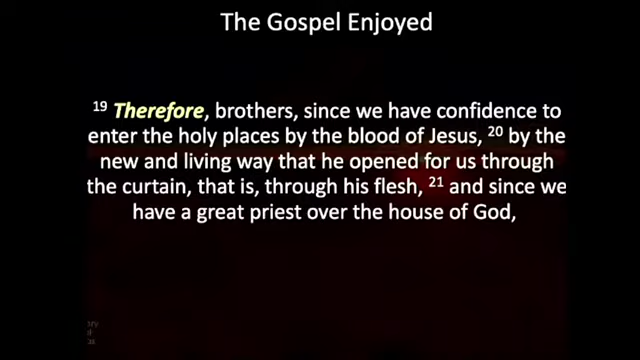 The Gospel Enjoyed
19 Therefore, brothers, since we have confidence to
enter the holy places by the blood of Jesus, 20 by the
new and living way that he opened for us through
the curtain, that is, through his flesh, 21 and since we
have a great priest over the house of God,